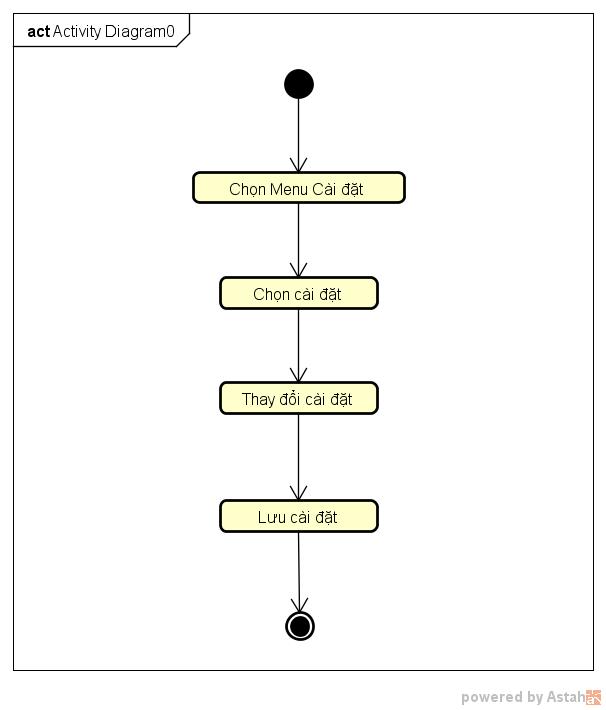 act Activity Diagram0
Chọn Menu Cài đặt
Chọn cài đặt
Thay đổi cài đặt
Lưu cài đặt
powered by Astah